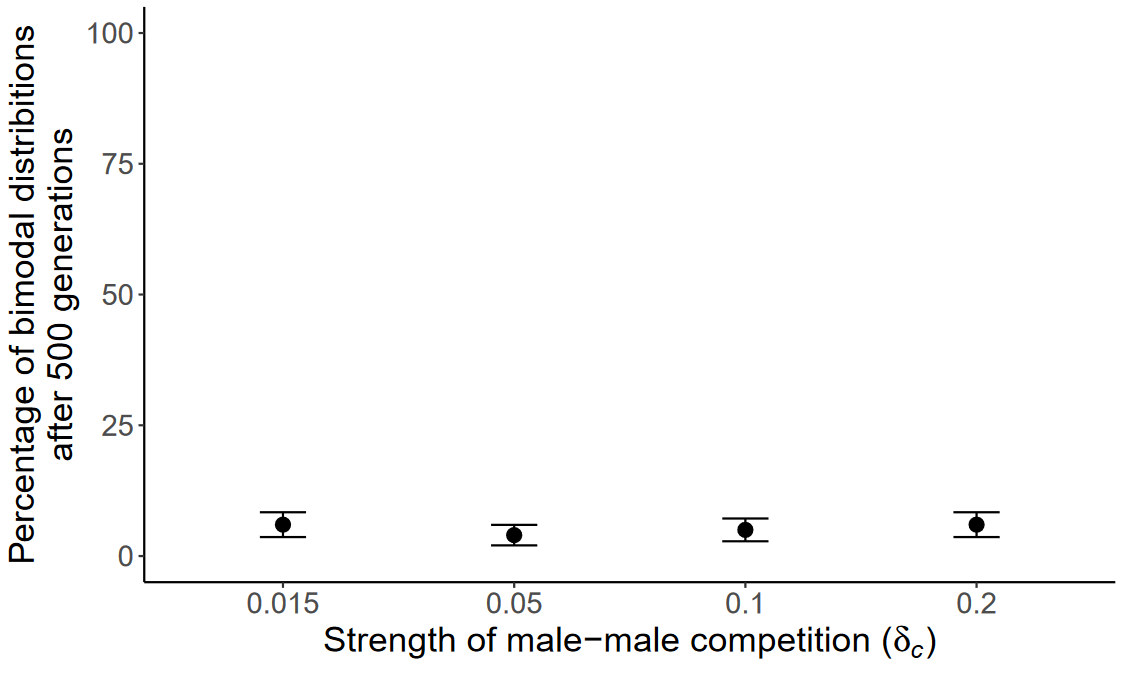 Percentage of bimodal distribitions
after 500 generations
100
75
50
25
0
0.015 0.05 0.1 0.2
Strength of male−male competition (δc)